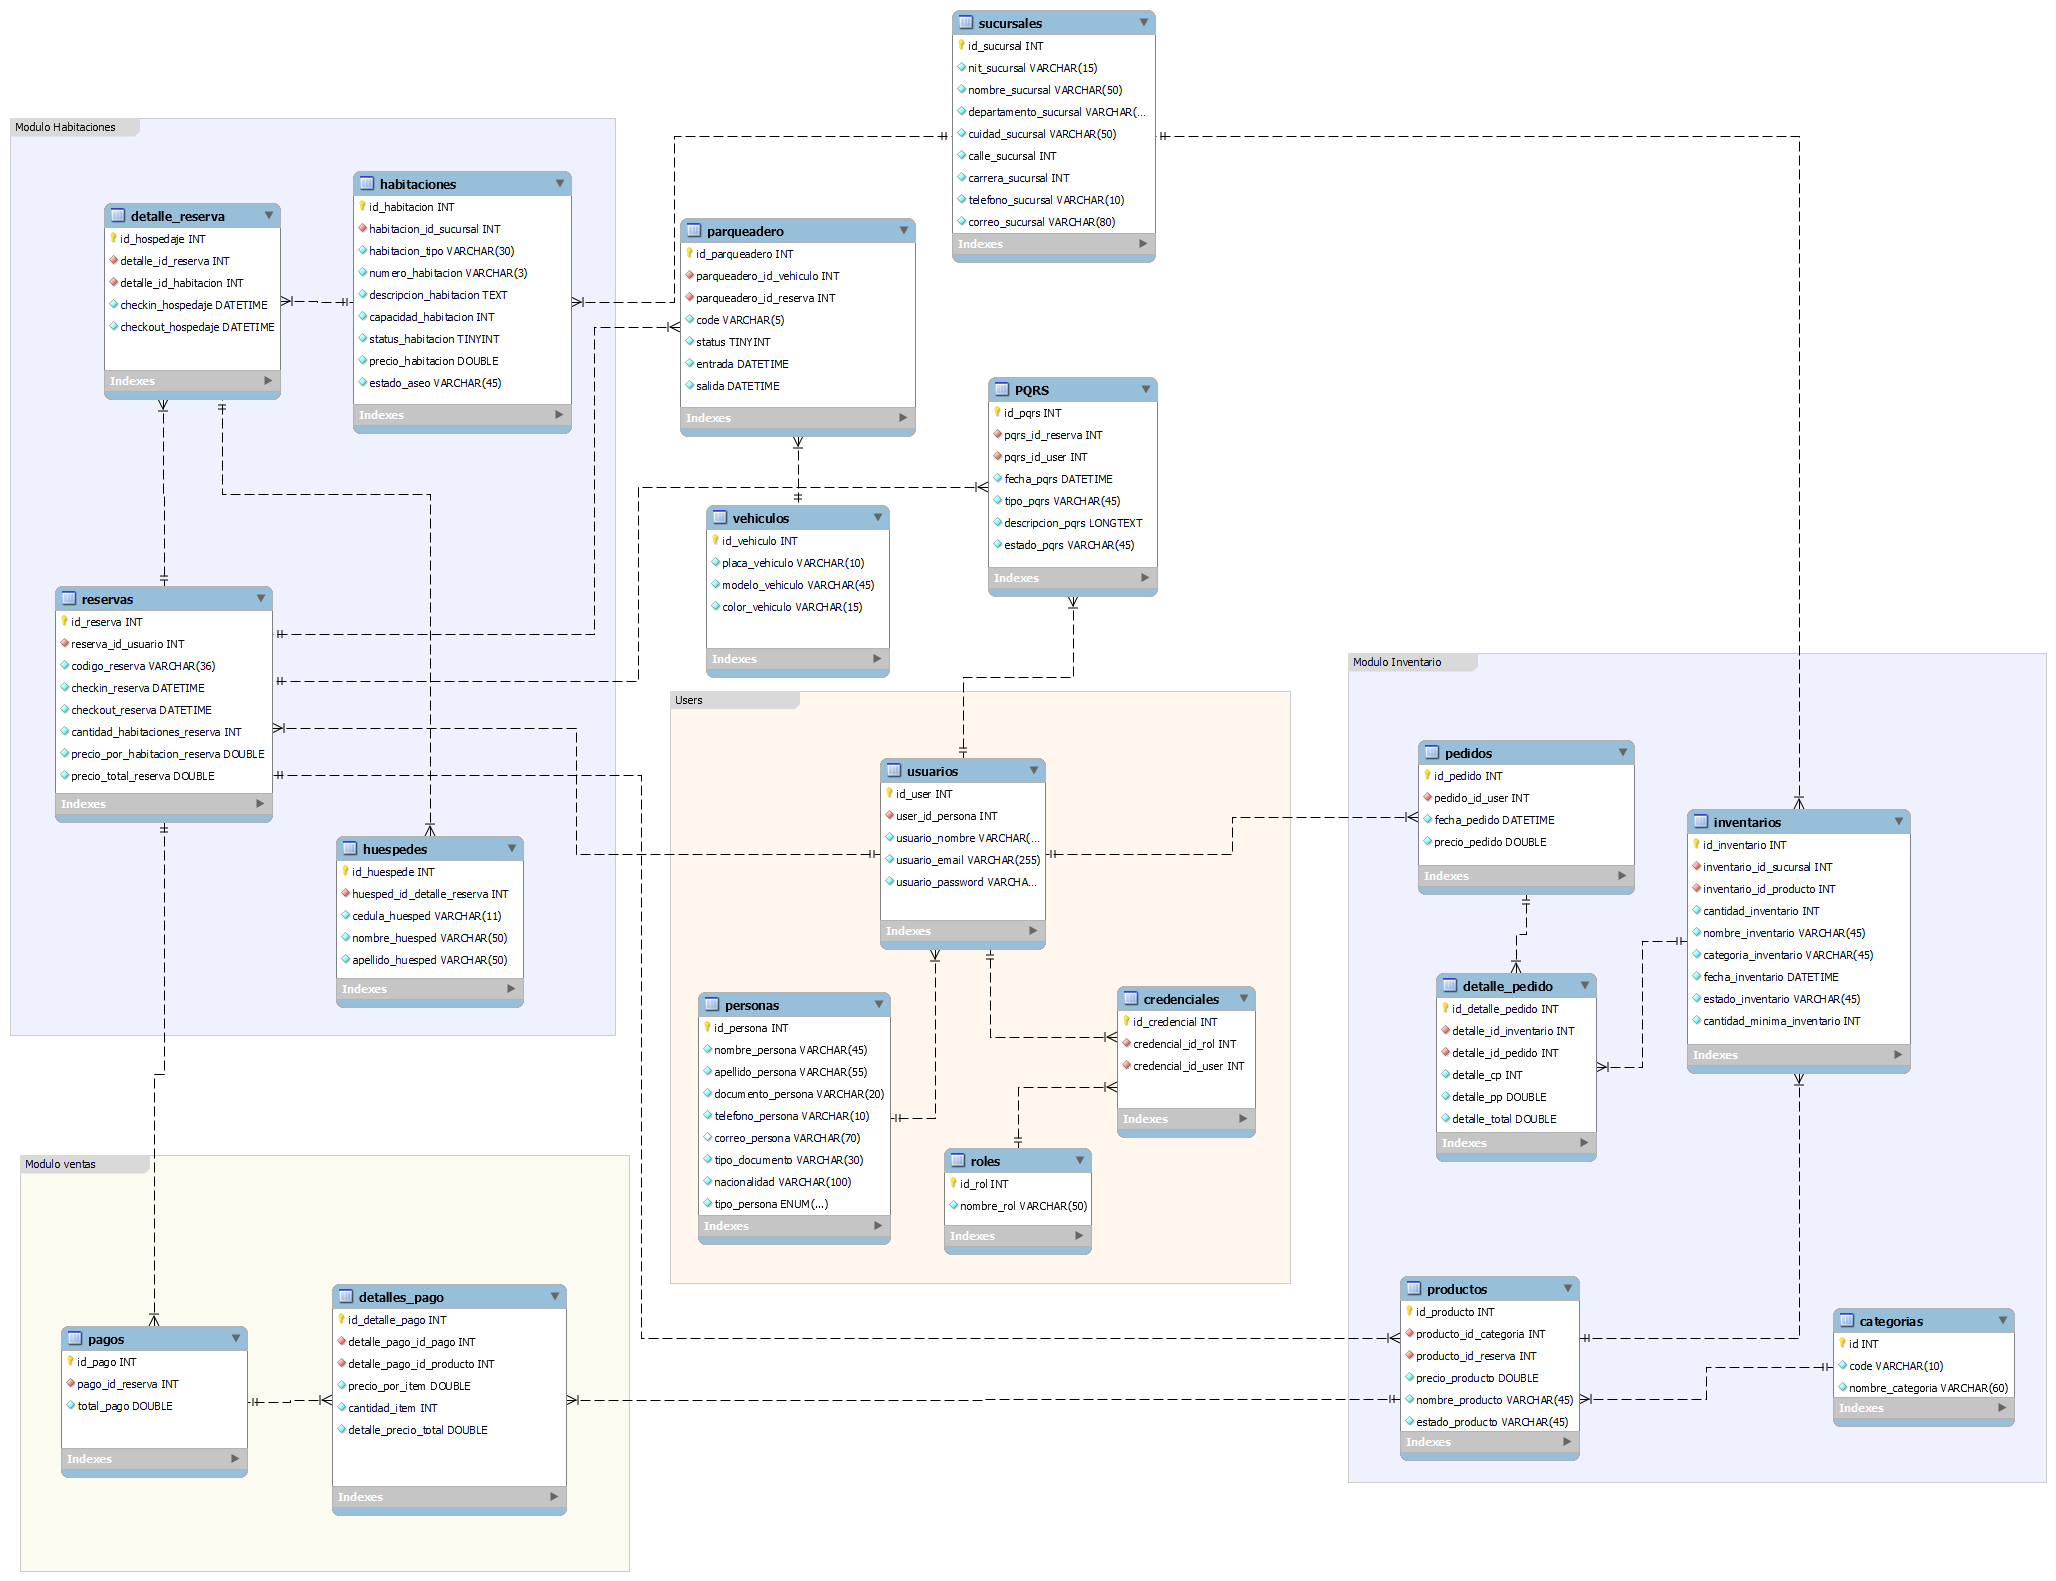 sucursales
id_sucursal INT
nit_sucursal VARCHAR(15)
nombre_sucursal VARCHAR(50)
departamento_sucursal VARCHAR(...
cuidad_sucursal VARCHAR(50)
calle_sucursal INT
carrera_sucursal INT
telefono_sucursal VARCHAR(10)
correo_sucursal VARCHAR(80)
Indexes
Modulo Habitaciones
habitaciones
id_habitacion INT
habitacion_id_sucursal INT
habitacion_tipo VARCHAR(30)
numero_habitacion VARCHAR(3)
descripcion_habitacion TEXT
capacidad_habitacion INT
status_habitacion TINYINT
precio_habitacion DOUBLE
estado_aseo VARCHAR(45)
Indexes
detalle_reserva
id_hospedaje INT
detalle_id_reserva INT
detalle_id_habitacion INT
checkin_hospedaje DATETIME
checkout_hospedaje DATETIME
Indexes
parqueadero
id_parqueadero INT
parqueadero_id_vehiculo INT
parqueadero_id_reserva INT
code VARCHAR(5)
status TINYINT
entrada DATETIME
salida DATETIME
Indexes
PQRS
id_pqrs INT
pqrs_id_reserva INT
pqrs_id_user INT
fecha_pqrs DATETIME
tipo_pqrs VARCHAR(45)
descripcion_pqrs LONGTEXT
estado_pqrs VARCHAR(45)
Indexes
vehiculos
id_vehiculo INT
placa_vehiculo VARCHAR(10)
modelo_vehiculo VARCHAR(45)
color_vehiculo VARCHAR(15)
Indexes
reservas
id_reserva INT
reserva_id_usuario INT
codigo_reserva VARCHAR(36)
checkin_reserva DATETIME
checkout_reserva DATETIME
cantidad_habitaciones_reserva INT
precio_por_habitacion_reserva DOUBLE
precio_total_reserva DOUBLE
Indexes
huespedes
id_huespede INT
huesped_id_detalle_reserva INT
cedula_huesped VARCHAR(11)
nombre_huesped VARCHAR(50)
apellido_huesped VARCHAR(50)
Indexes
Users
usuarios
id_user INT
user_id_persona INT
usuario_nombre VARCHAR(...
usuario_email VARCHAR(255)
usuario_password VARCHA...
Indexes
personas
id_persona INT
nombre_persona VARCHAR(45)
apellido_persona VARCHAR(55)
documento_persona VARCHAR(20)
telefono_persona VARCHAR(10)
correo_persona VARCHAR(70)
tipo_documento VARCHAR(30)
nacionalidad VARCHAR(100)
tipo_persona ENUM(...)
Indexes
credenciales
id_credencial INT
credencial_id_rol INT
credencial_id_user INT
Indexes
roles
id_rol INT
nombre_rol VARCHAR(50)
Indexes
Modulo Inventario
pedidos
id_pedido INT
pedido_id_user INT
fecha_pedido DATETIME
precio_pedido DOUBLE
Indexes
inventarios
id_inventario INT
inventario_id_sucursal INT
inventario_id_producto INT
cantidad_inventario INT
nombre_inventario VARCHAR(45)
categoria_inventario VARCHAR(45)
fecha_inventario DATETIME
estado_inventario VARCHAR(45)
cantidad_minima_inventario INT
Indexes
detalle_pedido
id_detalle_pedido INT
detalle_id_inventario INT
detalle_id_pedido INT
detalle_cp INT
detalle_pp DOUBLE
detalle_total DOUBLE
Indexes
productos
id_producto INT
producto_id_categoria INT
producto_id_reserva INT
precio_producto DOUBLE
nombre_producto VARCHAR(45)
estado_producto VARCHAR(45)
Indexes
categorias
id INT
code VARCHAR(10)
nombre_categoria VARCHAR(60)
Indexes
Modulo ventas
pagos
id_pago INT
pago_id_reserva INT
total_pago DOUBLE
Indexes
detalles_pago
id_detalle_pago INT
detalle_pago_id_pago INT
detalle_pago_id_producto INT
precio_por_item DOUBLE
cantidad_item INT
detalle_precio_total DOUBLE
Indexes